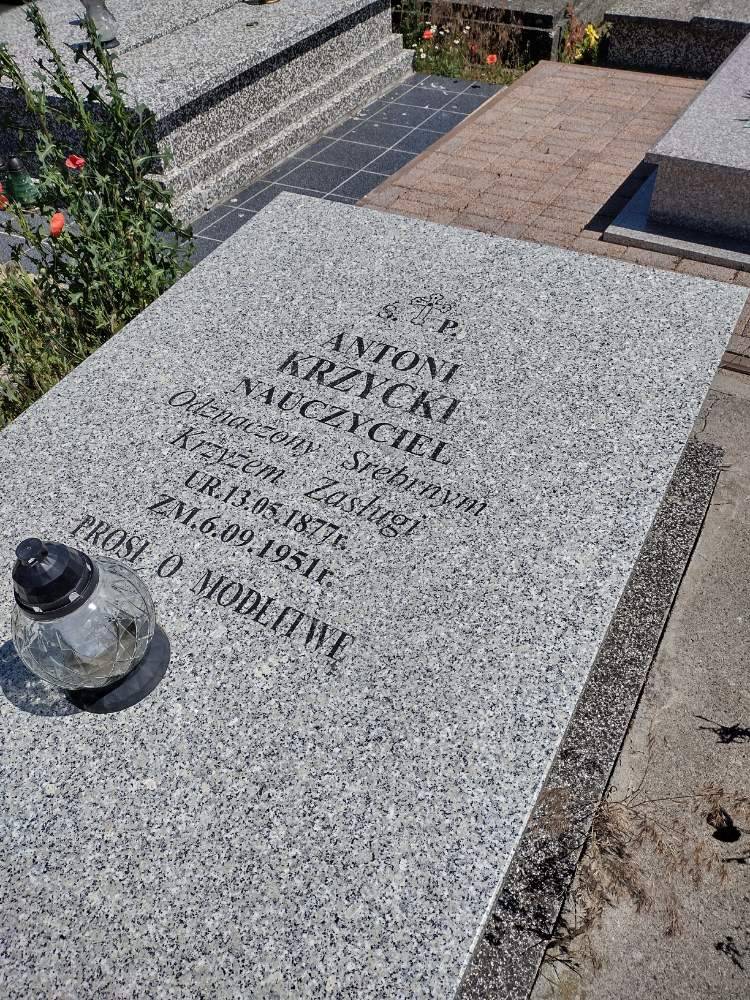 Ś. P.
ANTONI
KRZYCKI
NAUCZYCIEL
Odznaczony Srebrnym
Krzyżem Zasługi
UR.13.05.1877r.
ZM.6.09.1951r.
PROSI O MODLITWĘ